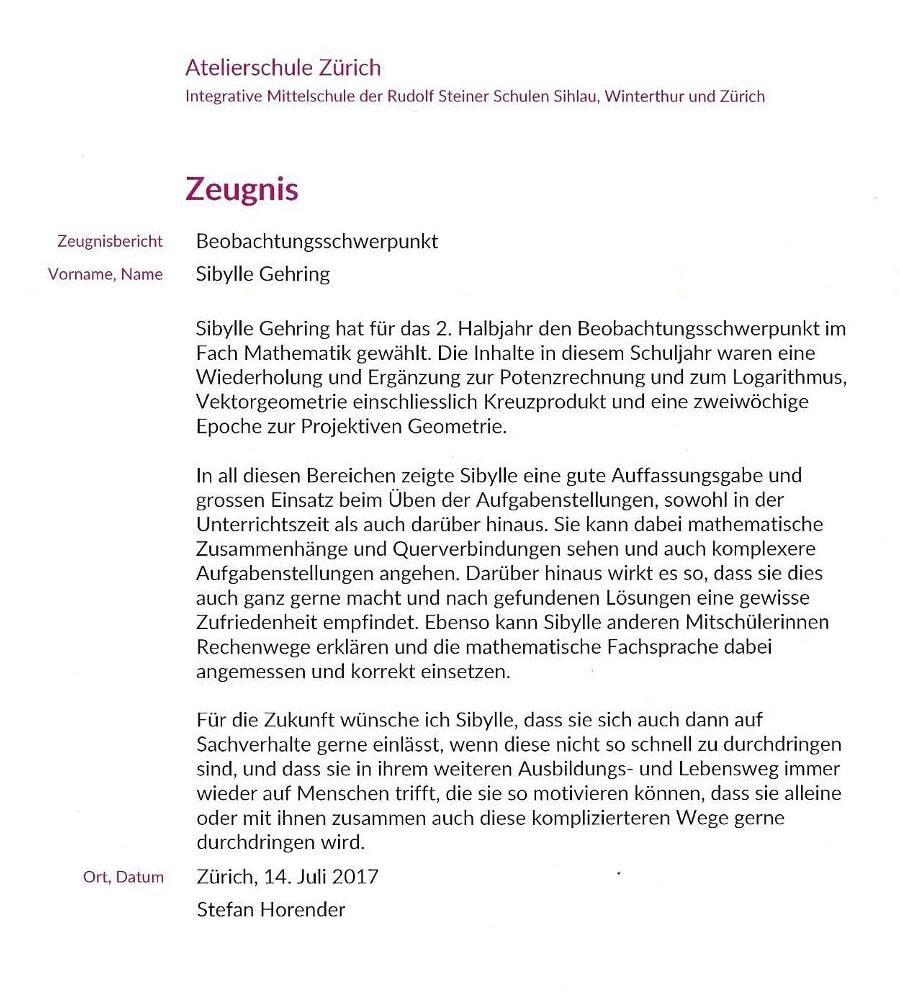 Atelierschule Zürich
Integrative Mittelschule der Rudolf Steiner Schulen Sihlau, Winterthur und Zürich
Zeugnis
Zeugnisbericht Beobachtungsschwerpunkt
Vorname, Name Sibylle Gehring
Sibylle Gehring hat für das 2. Halbjahr den Beobachtungsschwerpunkt im
Fach Mathematik gewählt. Die Inhalte in diesem Schuljahr waren eine
Wiederholung und Ergänzung zur Potenzrechnung und zum Logarithmus,
Vektorgeometrie einschliesslich Kreuzprodukt und eine zweiwöchige
Epoche zur Projektiven Geometrie.
In all diesen Bereichen zeigte Sibylle eine gute Auffassungsgabe und
grossen Einsatz beim Üben der Aufgabenstellungen, sowohl in der
Unterrichtszeit als auch darüber hinaus. Sie kann dabei mathematische
Zusammenhänge und Querverbindungen sehen und auch komplexere
Aufgabenstellungen angehen. Darüber hinaus wirkt es so, dass sie dies
auch ganz gerne macht und nach gefundenen Lösungen eine gewisse
Zufriedenheit empfindet. Ebenso kann Sibylle anderen Mitschülerinnen
Rechenwege erklären und die mathematische Fachsprache dabei
angemessen und korrekt einsetzen.
Für die Zukunft wünsche ich Sibylle, dass sie sich auch dann auf
Sachverhalte gerne einlässt, wenn diese nicht so schnell zu durchdringen
sind, und dass sie in ihrem weiteren Ausbildungs- und Lebensweg immer
wieder auf Menschen trifft, die sie so motivieren können, dass sie alleine
oder mit ihnen zusammen auch diese komplizierteren Wege gerne
durchdringen wird.
Ort, Datum Zürich, 14. Juli 2017
Stefan Horender